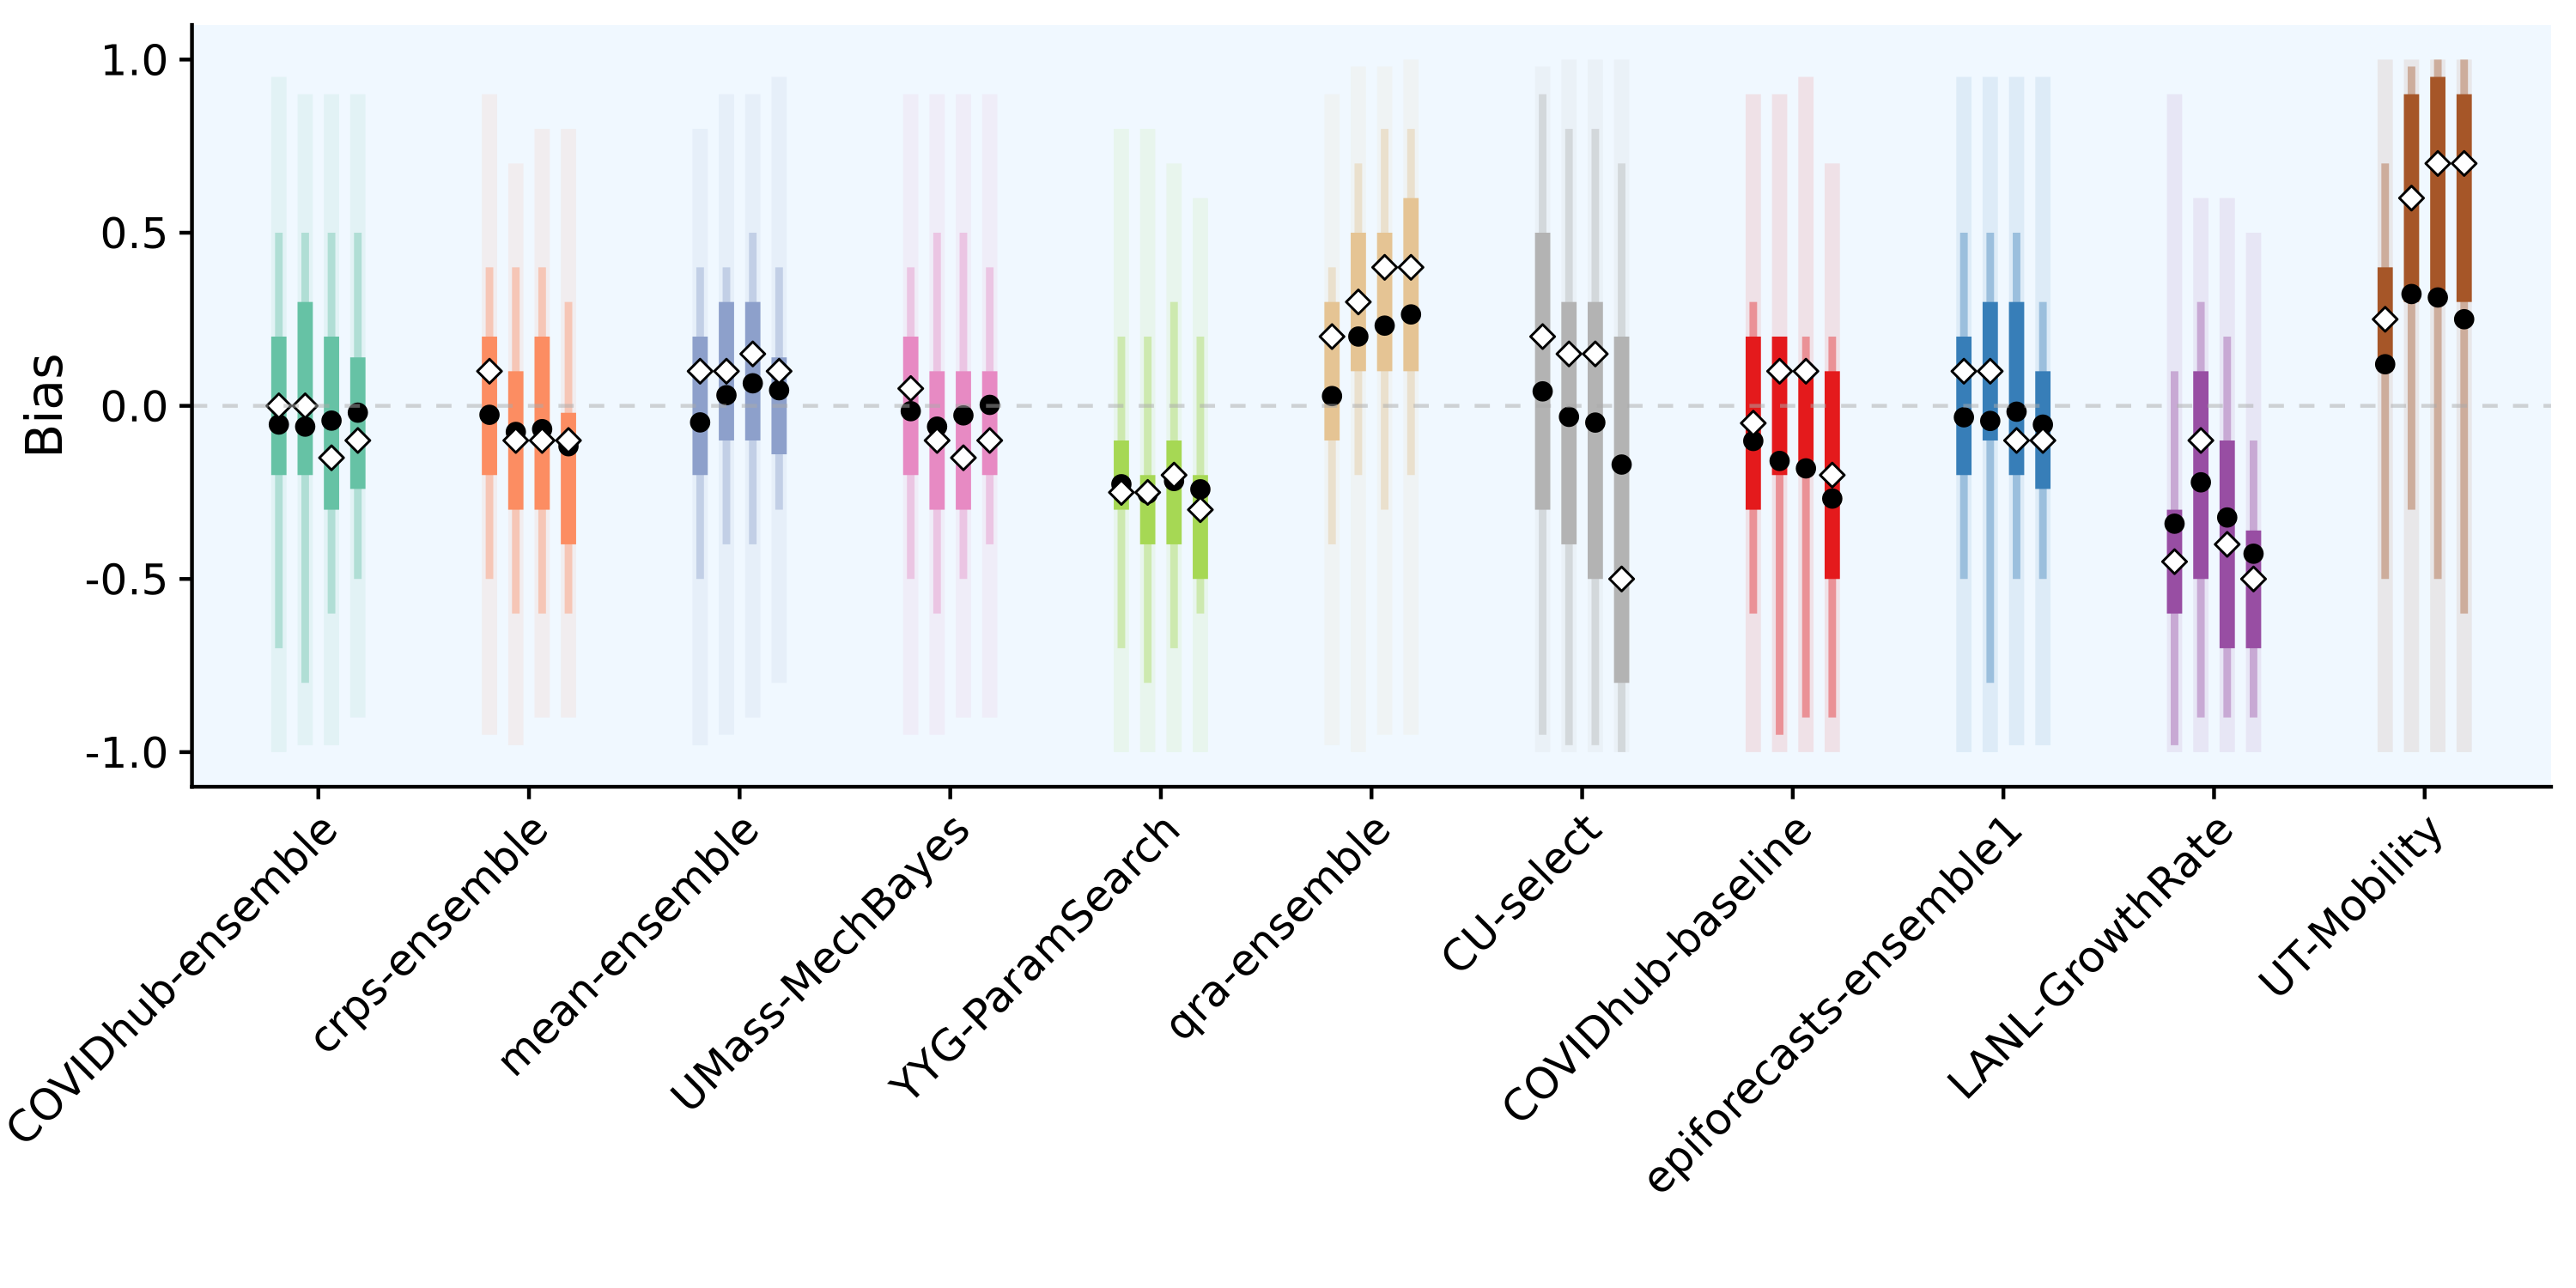 Bias
1.0
0.5
0.0
-0.5
-1.0
COVIDhub-ensemble
crps-ensemble
mean-ensemble
UMass-MechBayes
YYG-ParamSearch
qra-ensemble
CU-select
COVIDhub-baseline
epiforecasts-ensemble1
LANL-GrowthRate
UT-Mobility